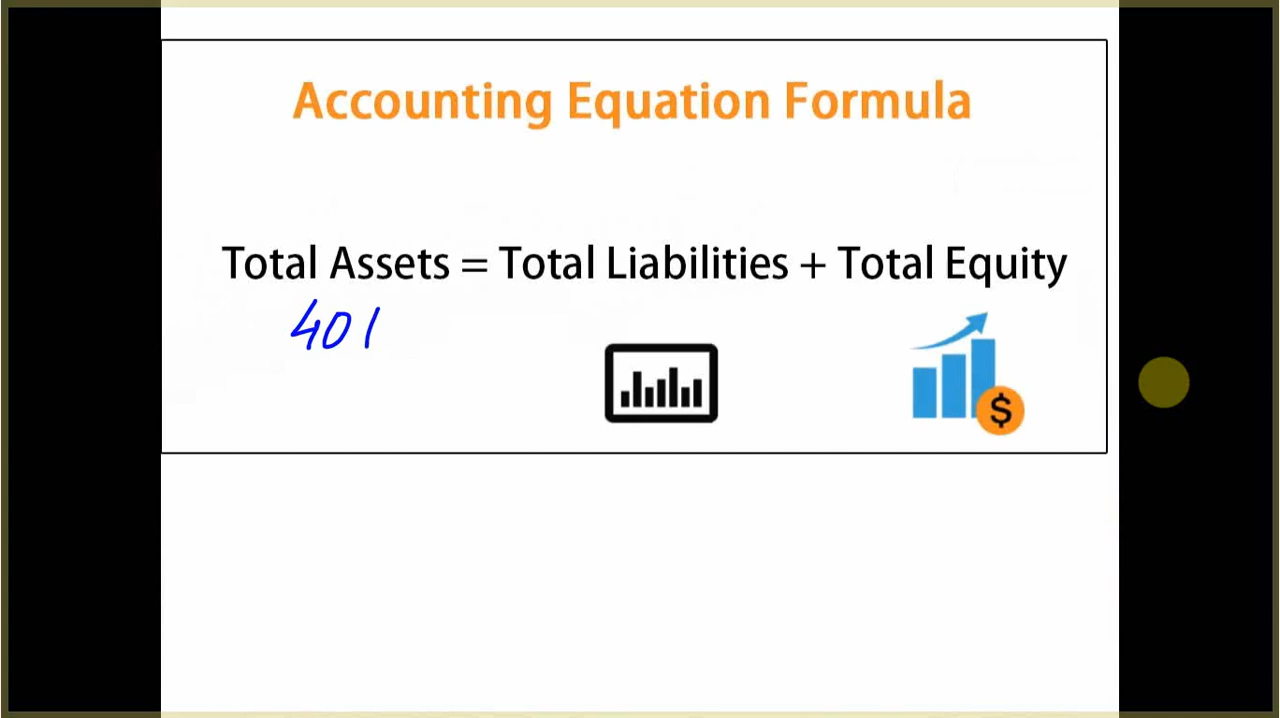 Accounting Equation Formula
Total Assets = Total Liabilities + Total Equity
401
$